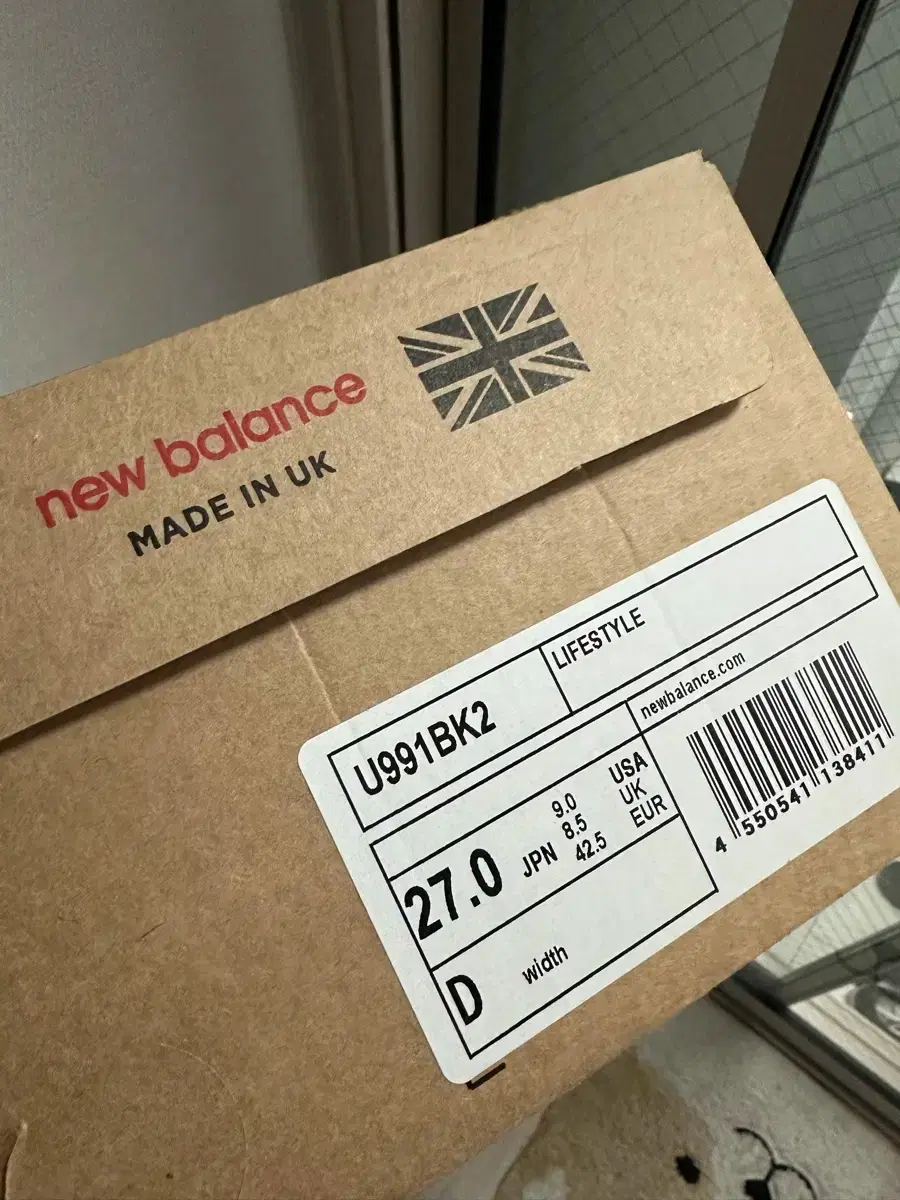 new balance
MADE IN UK
U991BK2
LIFESTYLE
newbalance.com
27.0 JPN
9.0 USA
8.5 UK
42.5 EUR
D width
4 550541 138411